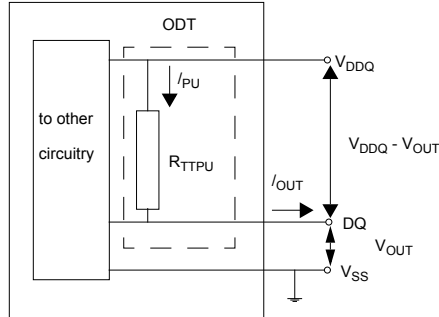 ODT
V_DDQ
I_PU
to other
circuitry
R_TTPU
V_DDQ - V_OUT
I_OUT
DQ
V_OUT
V_SS